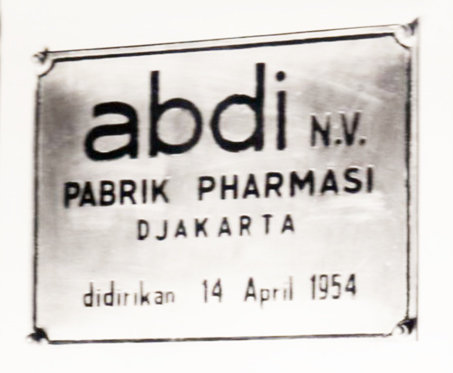 abdi N.V.
PABRIK PHARMASI
DJAKARTA
didirikan 14 April 1954